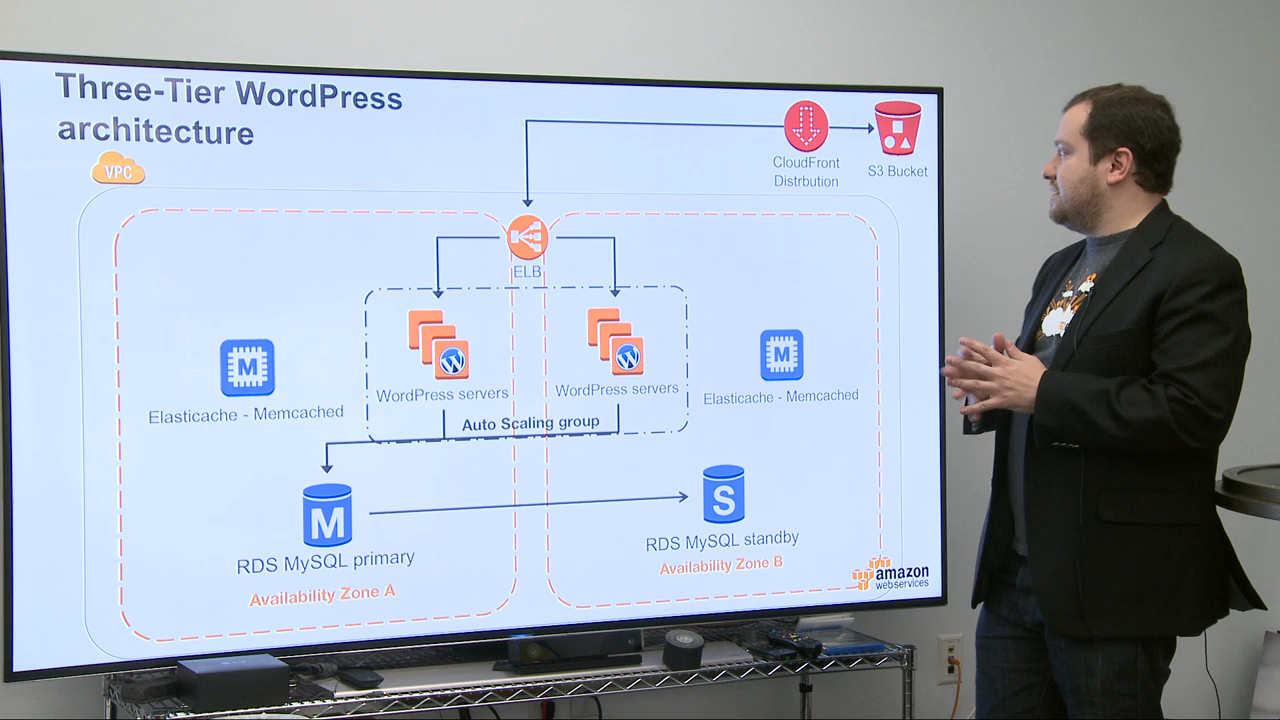 Three-Tier WordPress
architecture
VPC
CloudFront
Distrbution
S3 Bucket
ELB
M
Elasticache - Memcached
WordPress servers
WordPress servers
M
Elasticache - Memcached
Auto Scaling group
M
RDS MySQL primary
Availability Zone A
S
RDS MySQL standby
Availability Zone B
amazon
webservices